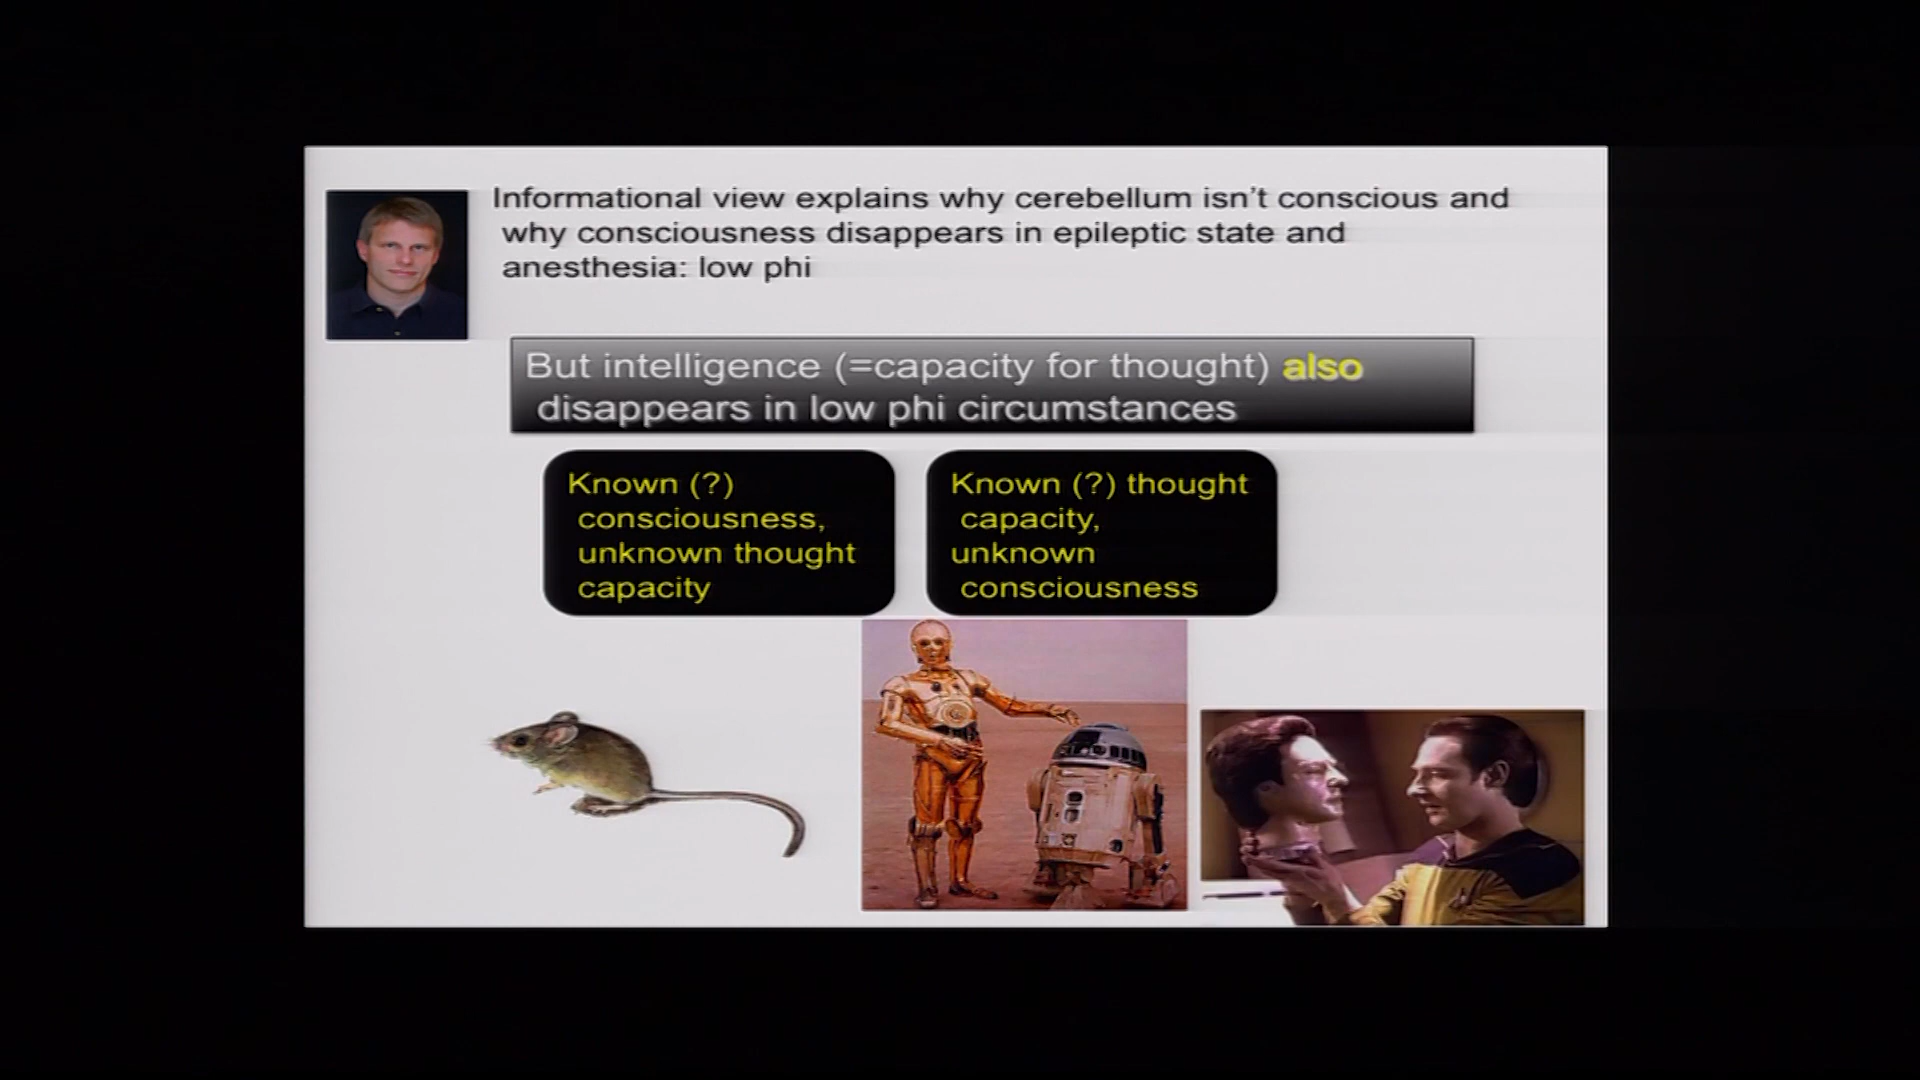 Informational view explains why cerebellum isn't conscious and
why consciousness disappears in epileptic state and
anesthesia: low phi
But intelligence (=capacity for thought) also
disappears in low phi circumstances
Known (?)
consciousness,
unknown thought
capacity
Known (?) thought
capacity,
unknown
consciousness